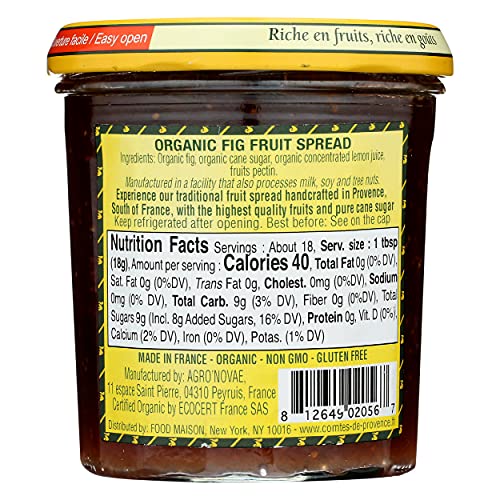 verture facile / Easy open
Riche en fruits, riche en goûts
ORGANIC FIG FRUIT SPREAD
Ingredients: Organic fig, organic cane sugar, organic concentrated lemon juice,
fruits pectin.
Manufactured in a facility that also processes milk, soy and tree nuts.
Experience our traditional fruit spread handcrafted in Provence,
South of France, with the highest quality fruits and pure cane sugar
Keep refrigerated after opening. Best before: See on the cap
Nutrition Facts Servings : About 18, Serv. size : 1 tbsp
(18g), Amount per serving : Calories 40, Total Fat 0g (0% DV),
Sat. Fat 0g (0%DV), Trans Fat 0g, Cholest. 0mg (0% DV), Sodium
0mg (0% DV), Total Carb. 9g (3% DV), Fiber 0g (0%DV), Total
Sugars 9g (Incl. 8g Added Sugars, 16% DV), Protein 0g, Vit. D (0%),
Calcium (2% DV), Iron (0% DV), Potas. (1% DV)
MADE IN FRANCE - ORGANIC - NON GMO - GLUTEN FREE
Manufactured by: AGRO'NOVAE,
11 espace Saint Pierre, 04310 Peyruis, France
Certified Organic by ECOCERT France SAS
8 12649 02056 7
Distributed by: FOOD MAISON, New York, NY 10016 - www.comtes-de-provence.fr